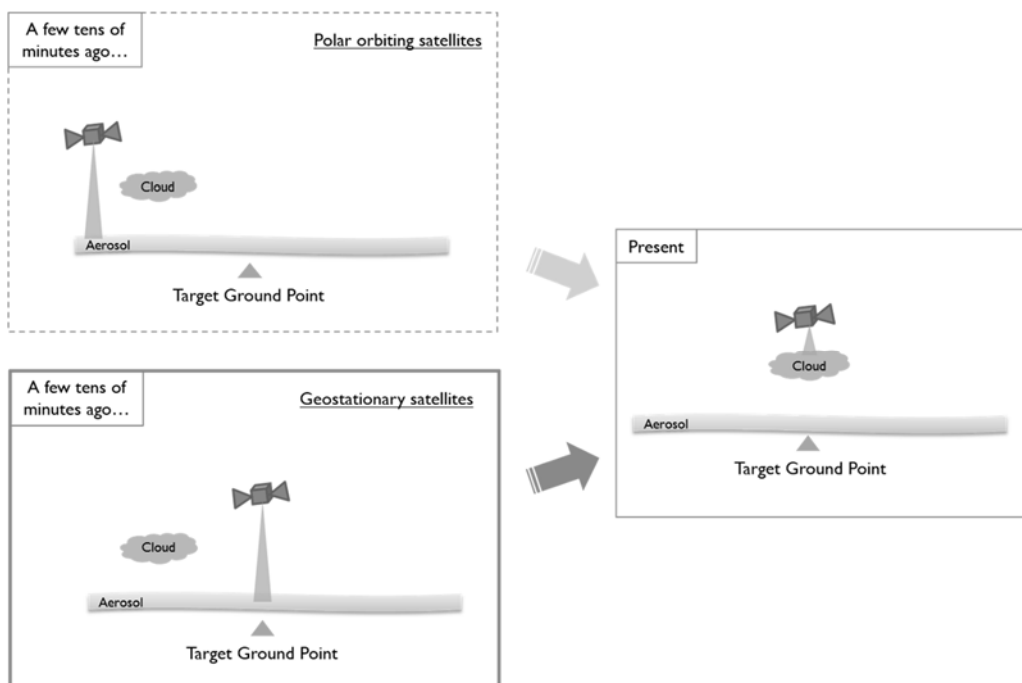 A few tens of
minutes ago…
Polar orbiting satellites
Cloud
Aerosol
Target Ground Point
A few tens of
minutes ago…
Geostationary satellites
Cloud
Aerosol
Target Ground Point
Present
Cloud
Aerosol
Target Ground Point